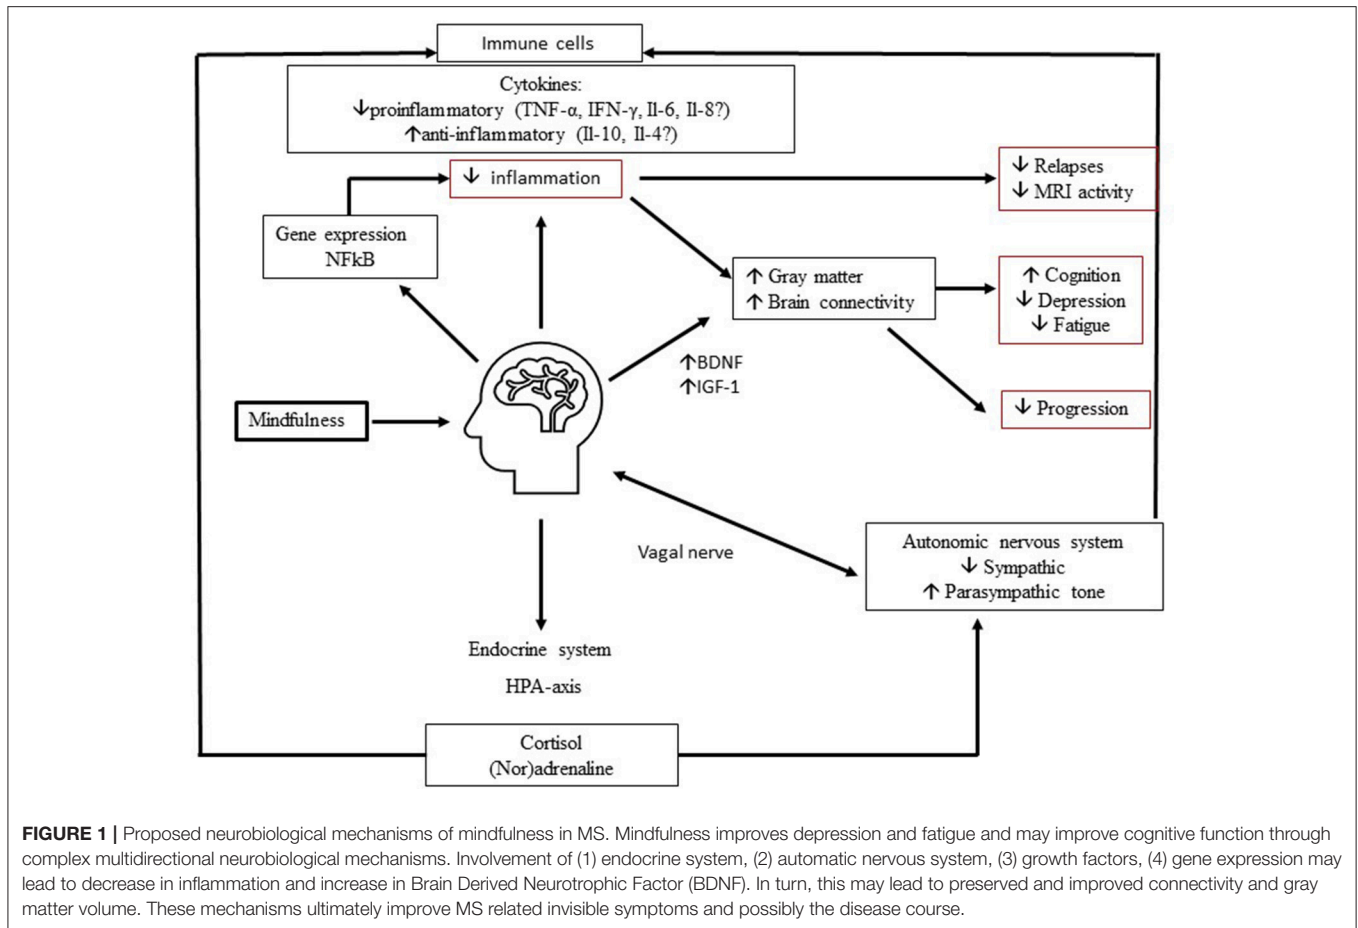 Immune cells
Cytokines:
↓proinflammatory (TNF-α, IFN-γ, Il-6, Il-8?)
↑anti-inflammatory (Il-10, Il-4?)
↓ inflammation
↓ Relapses
↓ MRI activity
Gene expression
NFkB
↑ Gray matter
↑ Brain connectivity
↑ Cognition
↓ Depression
↓ Fatigue
↑BDNF
↑IGF-1
Mindfulness
↓ Progression
Vagal nerve
Autonomic nervous system
↓ Sympathic
↑ Parasympathic tone
Endocrine system
HPA-axis
Cortisol
(Nor)adrenaline
FIGURE 1 | Proposed neurobiological mechanisms of mindfulness in MS. Mindfulness improves depression and fatigue and may improve cognitive function through
complex multidirectional neurobiological mechanisms. Involvement of (1) endocrine system, (2) automatic nervous system, (3) growth factors, (4) gene expression may
lead to decrease in inflammation and increase in Brain Derived Neurotrophic Factor (BDNF). In turn, this may lead to preserved and improved connectivity and gray
matter volume. These mechanisms ultimately improve MS related invisible symptoms and possibly the disease course.